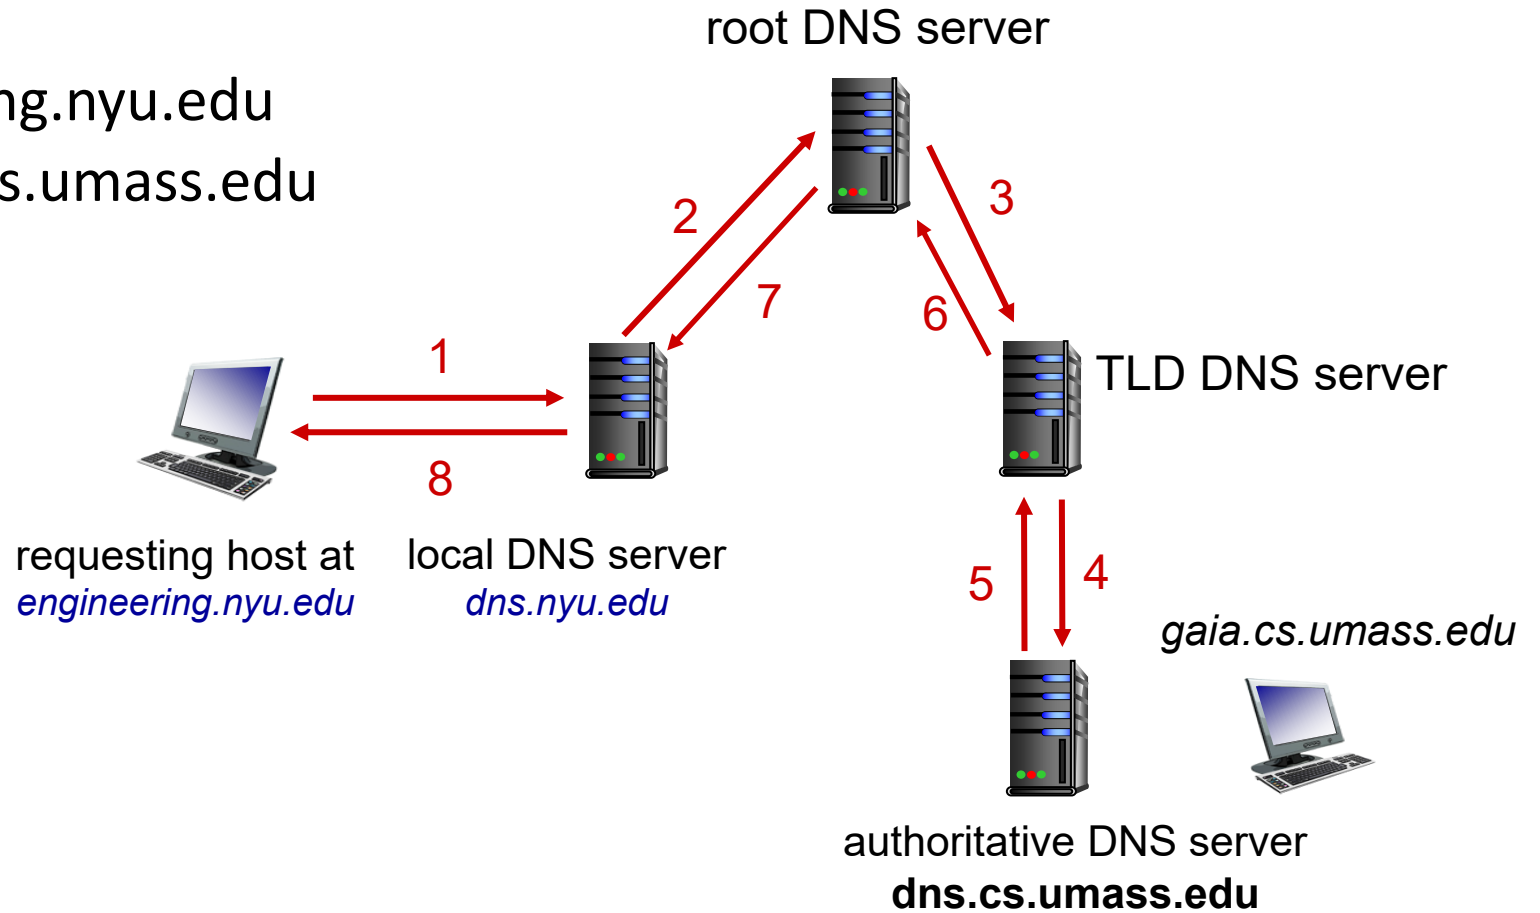 root DNS server
ng.nyu.edu
s.umass.edu
2
3
7
6
1
TLD DNS server
8
requesting host at
engineering.nyu.edu
local DNS server
dns.nyu.edu
5
4
gaia.cs.umass.edu
authoritative DNS server
dns.cs.umass.edu